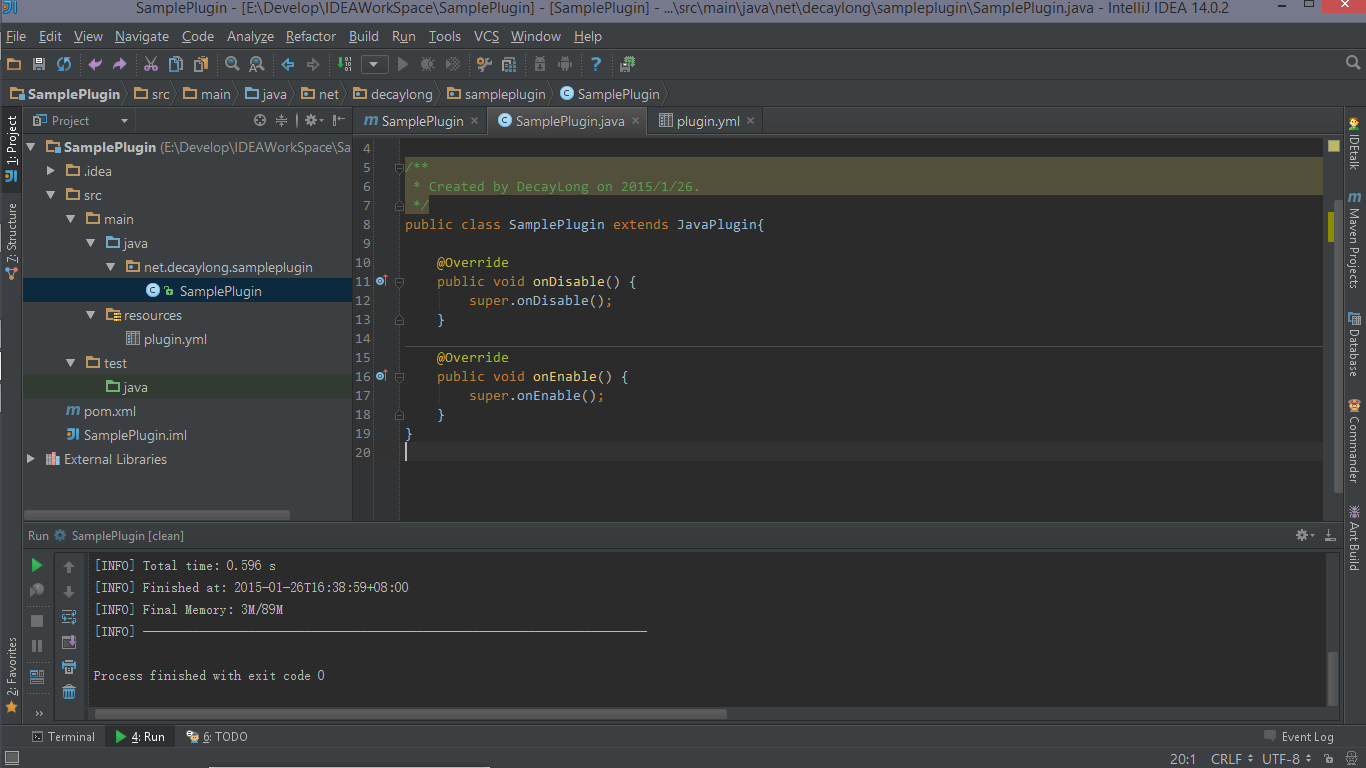 SamplePlugin - [E:\Develop\IDEAWorkSpace\SamplePlugin] - [SamplePlugin] - ...\src\main\java\net\decaylong\sampleplugin\SamplePlugin.java - IntelliJ IDEA 14.0.2
File Edit View Navigate Code Analyze Refactor Build Run Tools VCS Window Help
SamplePlugin src main java net decaylong sampleplugin SamplePlugin
Project
SamplePlugin SamplePlugin.java plugin.yml
1: Project
7: Structure
2: Favorites
SamplePlugin (E:\Develop\IDEAWorkSpace\Sa
.idea
src
main
java
net.decaylong.sampleplugin
SamplePlugin
resources
plugin.yml
test
java
pom.xml
SamplePlugin.iml
External Libraries
4
5 /**
6 * Created by DecayLong on 2015/1/26.
7 */
8 public class SamplePlugin extends JavaPlugin{
9
10 @Override
11 public void onDisable() {
12 super.onDisable();
13 }
14
15 @Override
16 public void onEnable() {
17 super.onEnable();
18 }
19 }
20
IDEtalk
Maven Projects
Database
Commander
Ant Build
Run SamplePlugin [clean]
[INFO] Total time: 0.596 s
[INFO] Finished at: 2015-01-26T16:38:59+08:00
[INFO] Final Memory: 3M/89M
[INFO] ------------------------------------------------------------------------
Process finished with exit code 0
Terminal 4: Run 6: TODO Event Log
20:1 CRLF UTF-8